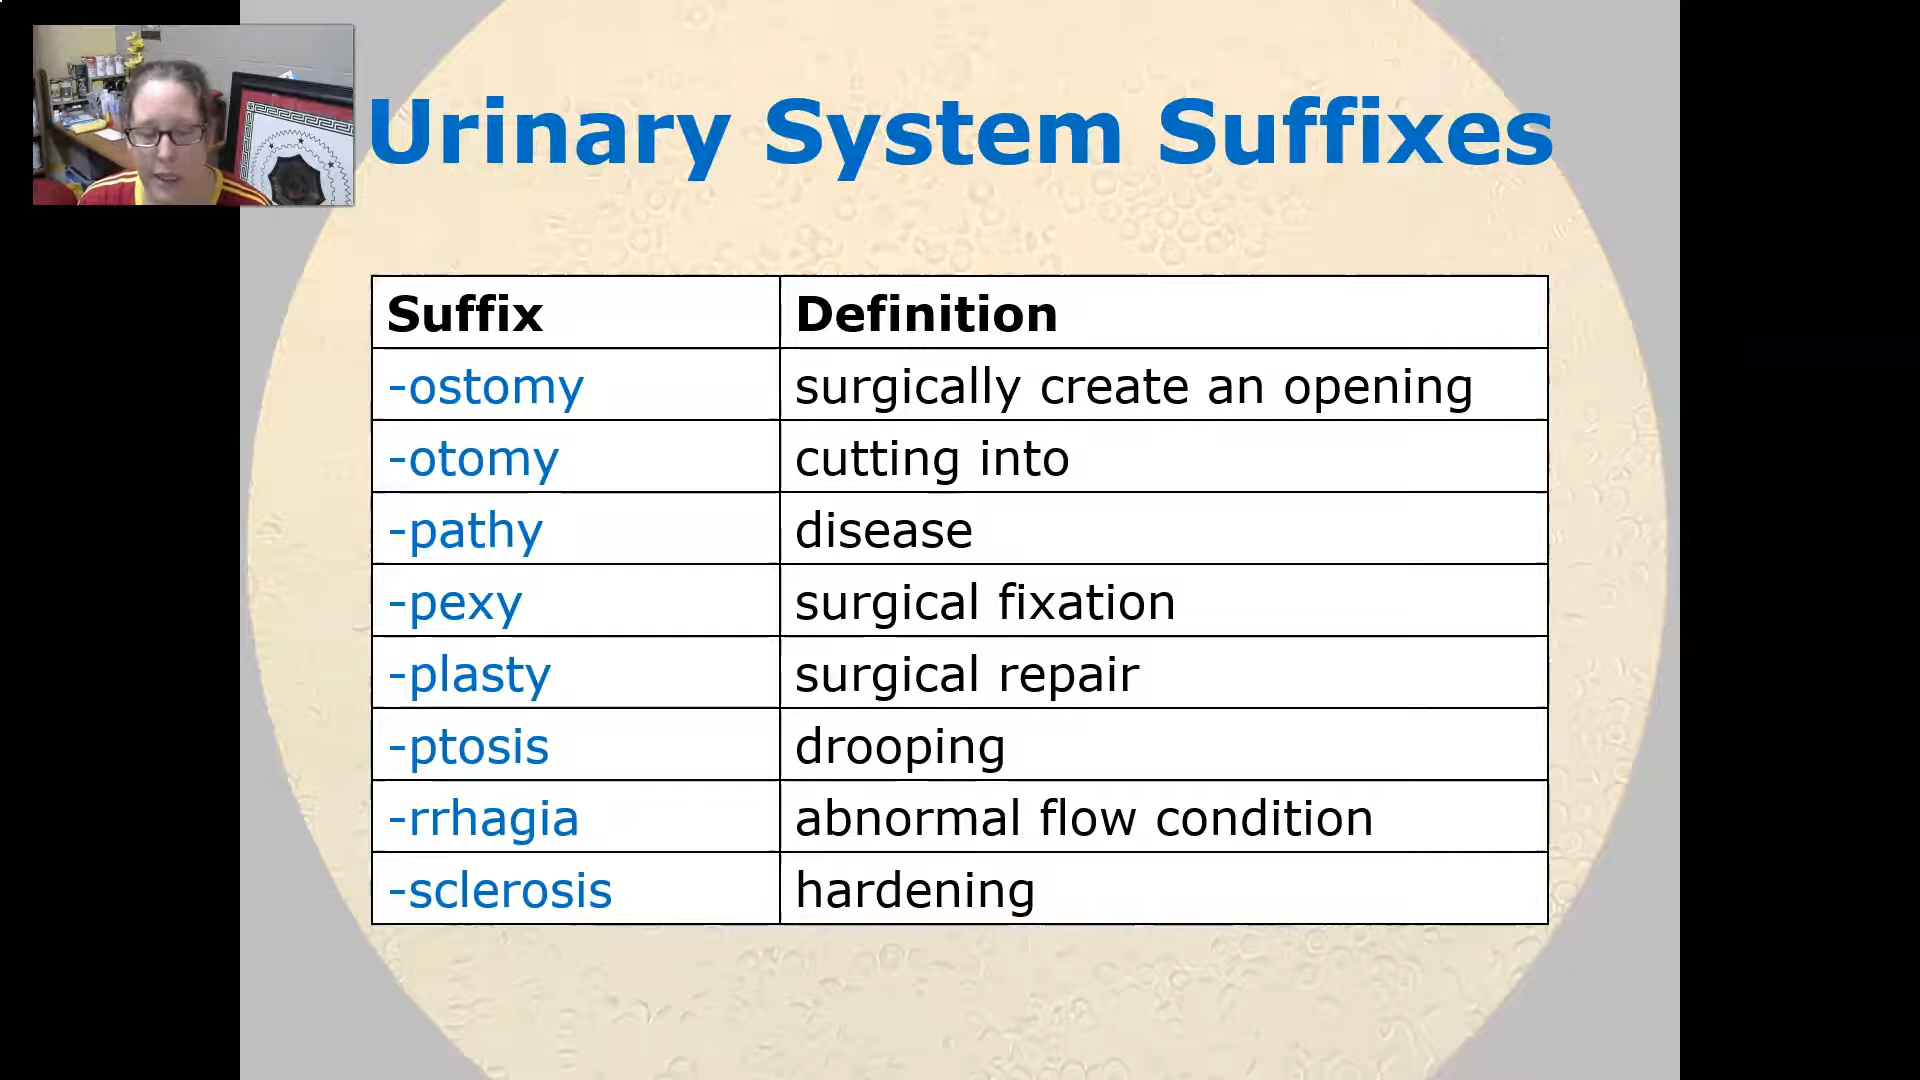 Urinary System Suffixes
Suffix Definition
-ostomy surgically create an opening
-otomy cutting into
-pathy disease
-pexy surgical fixation
-plasty surgical repair
-ptosis drooping
-rrhagia abnormal flow condition
-sclerosis hardening